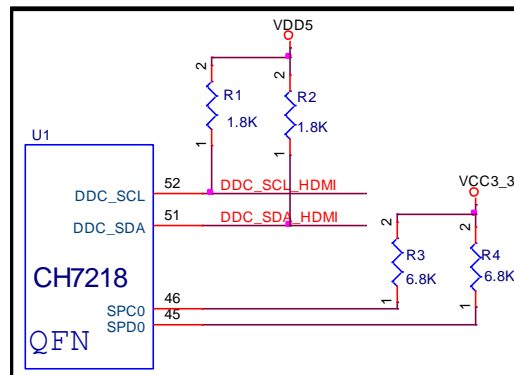 VDD5
2
2
R1
R2
1.8K
1.8K
1
1
U1
DDC_SCL
52
DDC_SCL_HDMI
DDC_SDA
51
DDC_SDA_HDMI
VCC3_3
2
2
R3
R4
6.8K
6.8K
1
1
CH7218
SPC0
46
SPD0
45
QFN